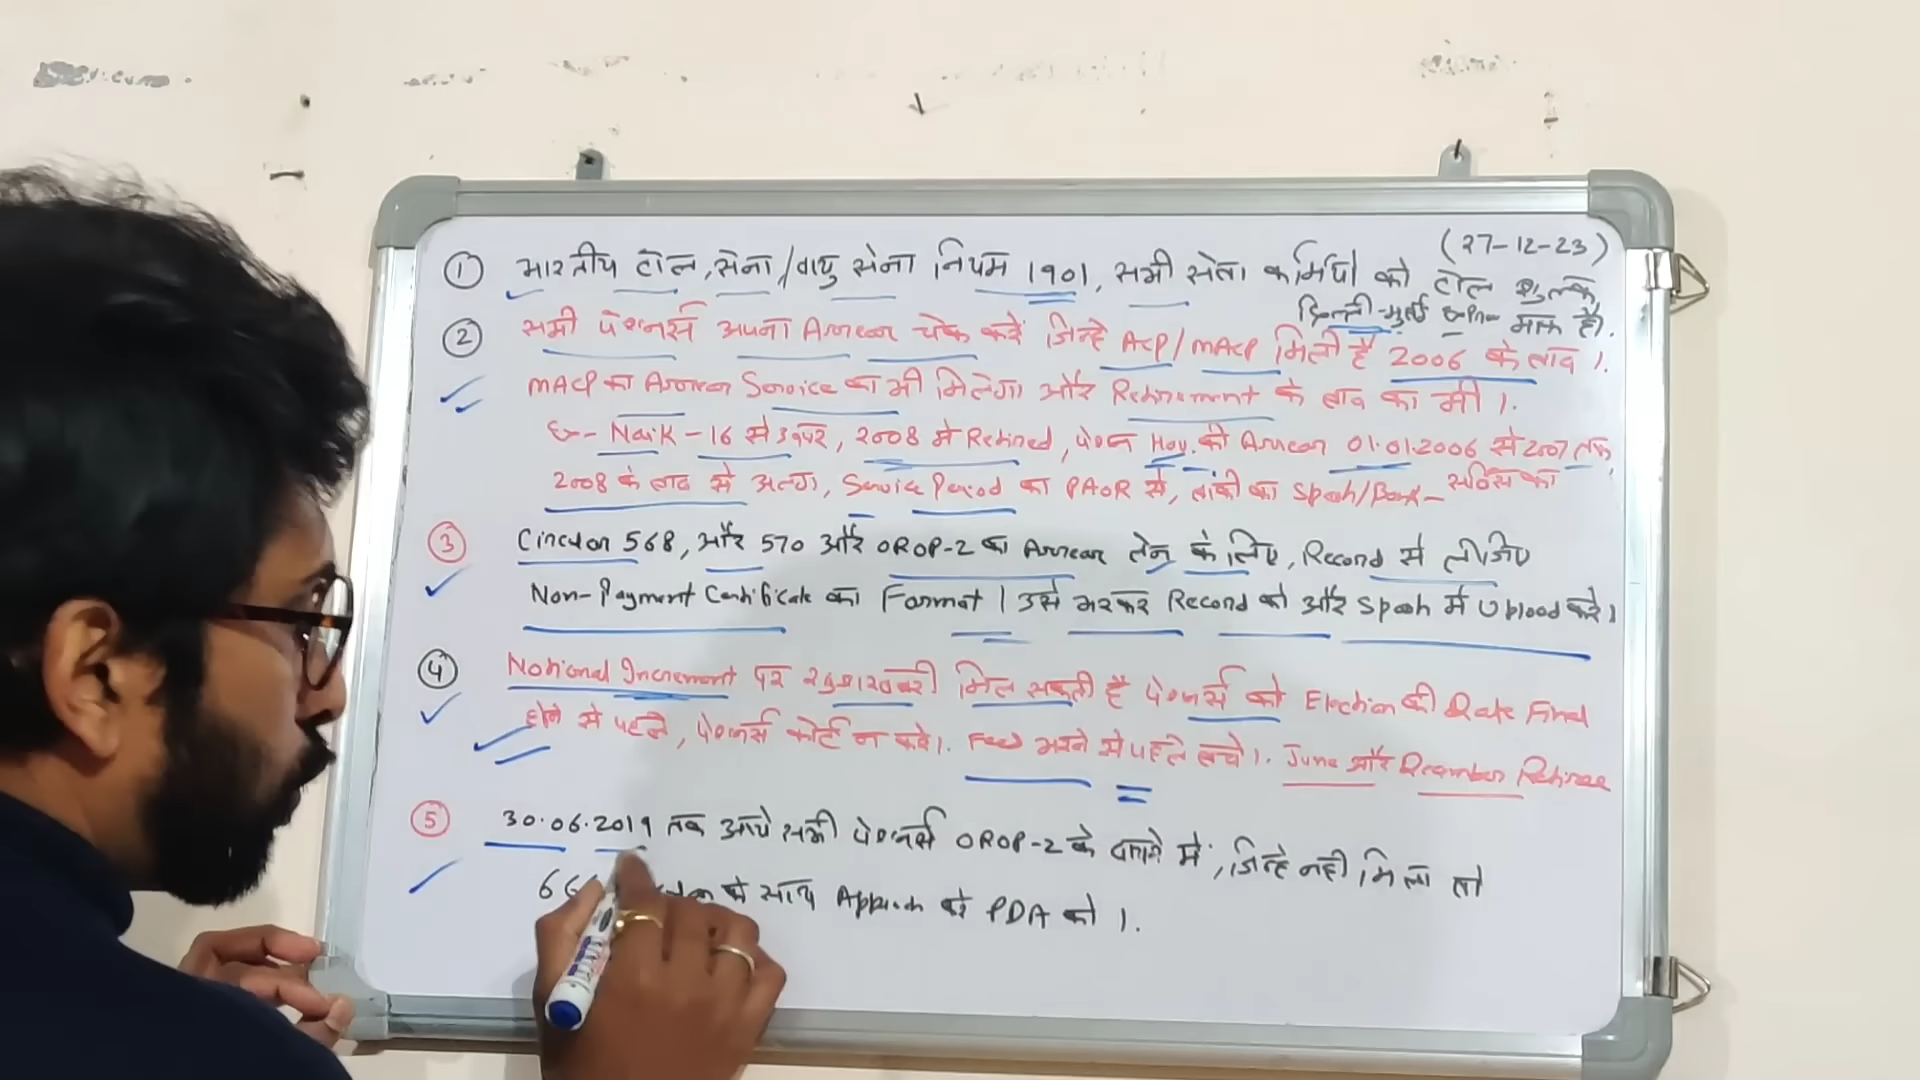 (27-12-23)
① भारतीय टोल, सेना/वायु सेना नियम 1901, सभी सेना कर्मियों को टोल शुल्क
दिल्ली-मुंबई माफ है।
② सभी पेंशनर्स अपना Arrear चेक करें जिन्हे ACP/MACP मिली है 2006 के बाद।
MACP का Arrear Service का भी मिलेगा और Retirement के बाद का भी।
Ex- Naik - 16 से उपर, 2008 में Retired, पेंशन Hav. की Arrear 01.01.2006 से 2007 तक,
2008 के बाद से अलग, Service Period का PAOR से, बाकी का Sparsh/Bank- सर्विस का
③ Circular 568, और 570 और OROP-2 का Arrear लेने के लिए, Record से लीजिए
Non-Payment Certificate का Format । उसे भरकर Record को और Sparsh में Upload करे।
④ Notional Increment पर खुशखबरी मिल सकती है पेंशनर्स को Election की Date Final
होने से पहले, पेंशनर्स कोर्ट न करे।. Fees भरने से पहले बचे।. June और December Retiree
⑤ 30.06.2019 तक आये सभी पेंशनर्स OROP-2 के दायरे में, जिन्हे नही मिला तो
के साथ Approach करे PDA को ।.